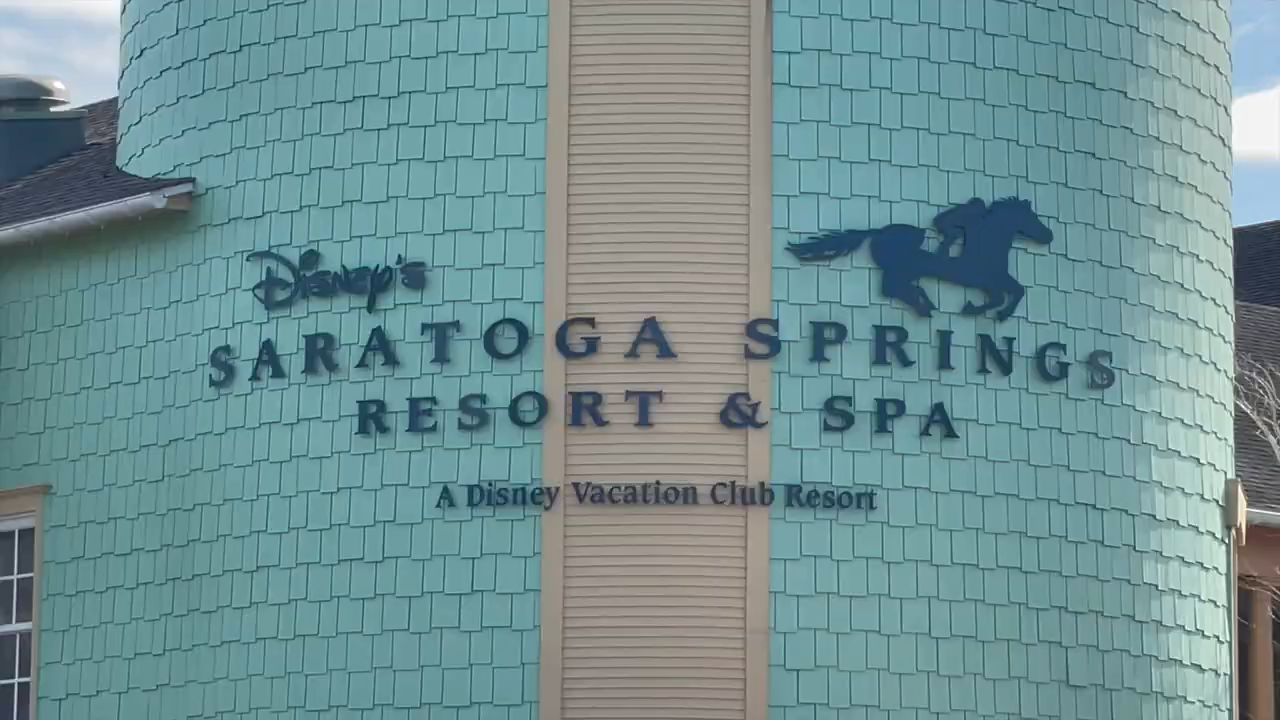 Disney's
SARATOGA SPRINGS
RESORT & SPA
A Disney Vacation Club Resort